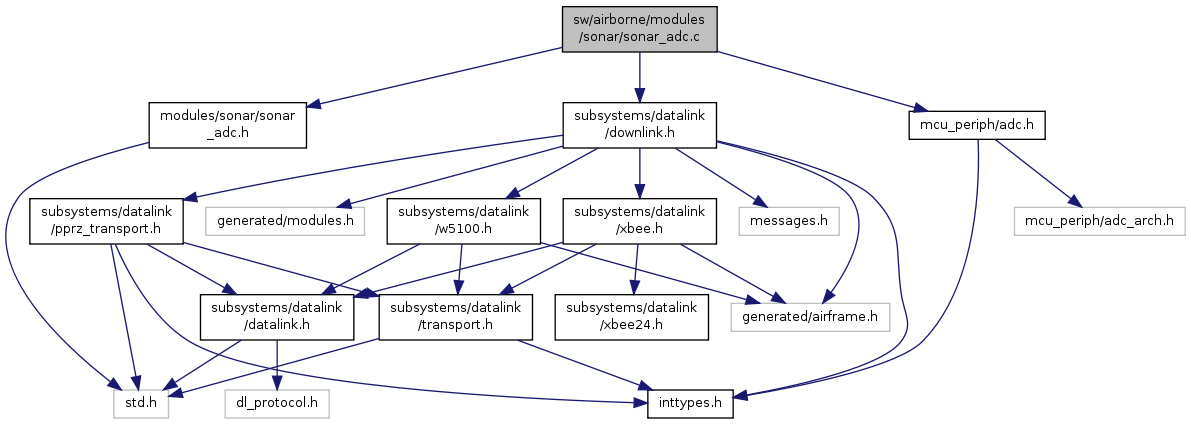 sw/airborne/modules
/sonar/sonar_adc.c
modules/sonar/sonar
_adc.h
subsystems/datalink
/downlink.h
mcu_periph/adc.h
subsystems/datalink
/pprz_transport.h
generated/modules.h
subsystems/datalink
/w5100.h
subsystems/datalink
/xbee.h
messages.h
mcu_periph/adc_arch.h
subsystems/datalink
/datalink.h
subsystems/datalink
/transport.h
subsystems/datalink
/xbee24.h
generated/airframe.h
std.h
dl_protocol.h
inttypes.h